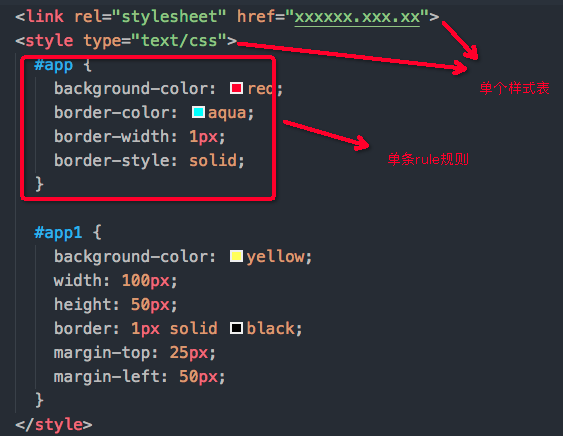 <link rel="stylesheet" href="xxxxxx.xxx.xx">
<style type="text/css">
#app {
background-color: red;
单个样式表
border-color: aqua;
border-width: 1px;
border-style: solid;
单条rule规则
}
#app1 {
background-color: yellow;
width: 100px;
height: 50px;
border: 1px solid black;
margin-top: 25px;
margin-left: 50px;
}
</style>